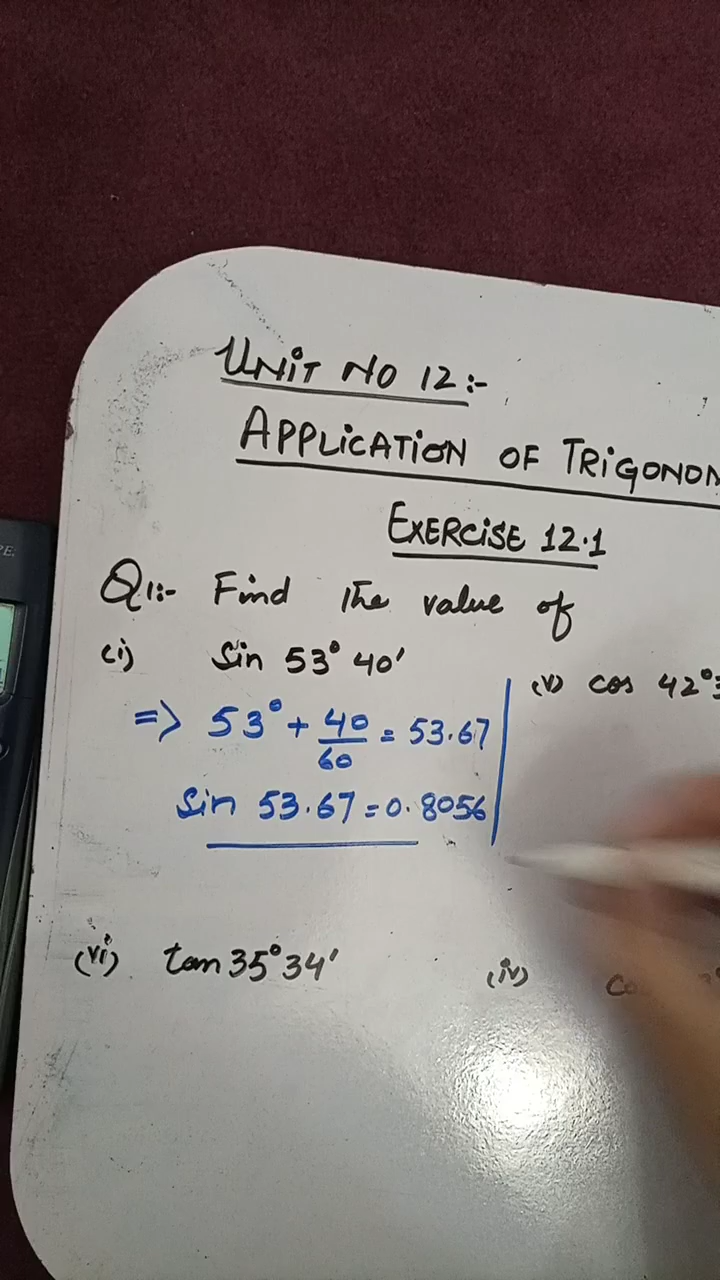 UNiT NO 12:-
APPLiCATiON OF TRiGONOM
EXERCiSE 12.1
Q1:- Find the value of
(i) Sin 53° 40'
=> 53° + 40/60 = 53.67
Sin 53.67 = 0.8056
(v) cos 42°
(vi) tan 35° 34'
(iv)